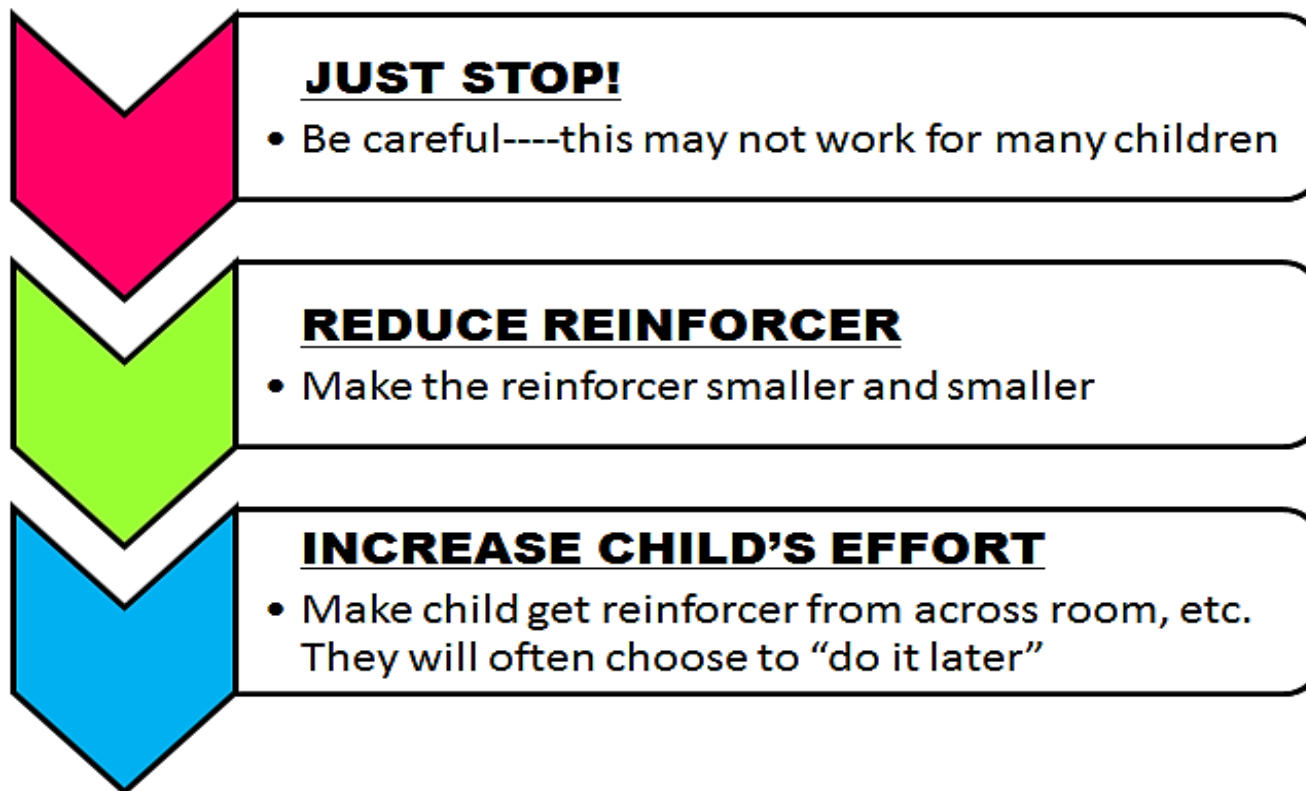 JUST STOP!
• Be careful----this may not work for many children
REDUCE REINFORCER
• Make the reinforcer smaller and smaller
INCREASE CHILD’S EFFORT
• Make child get reinforcer from across room, etc.
They will often choose to “do it later”